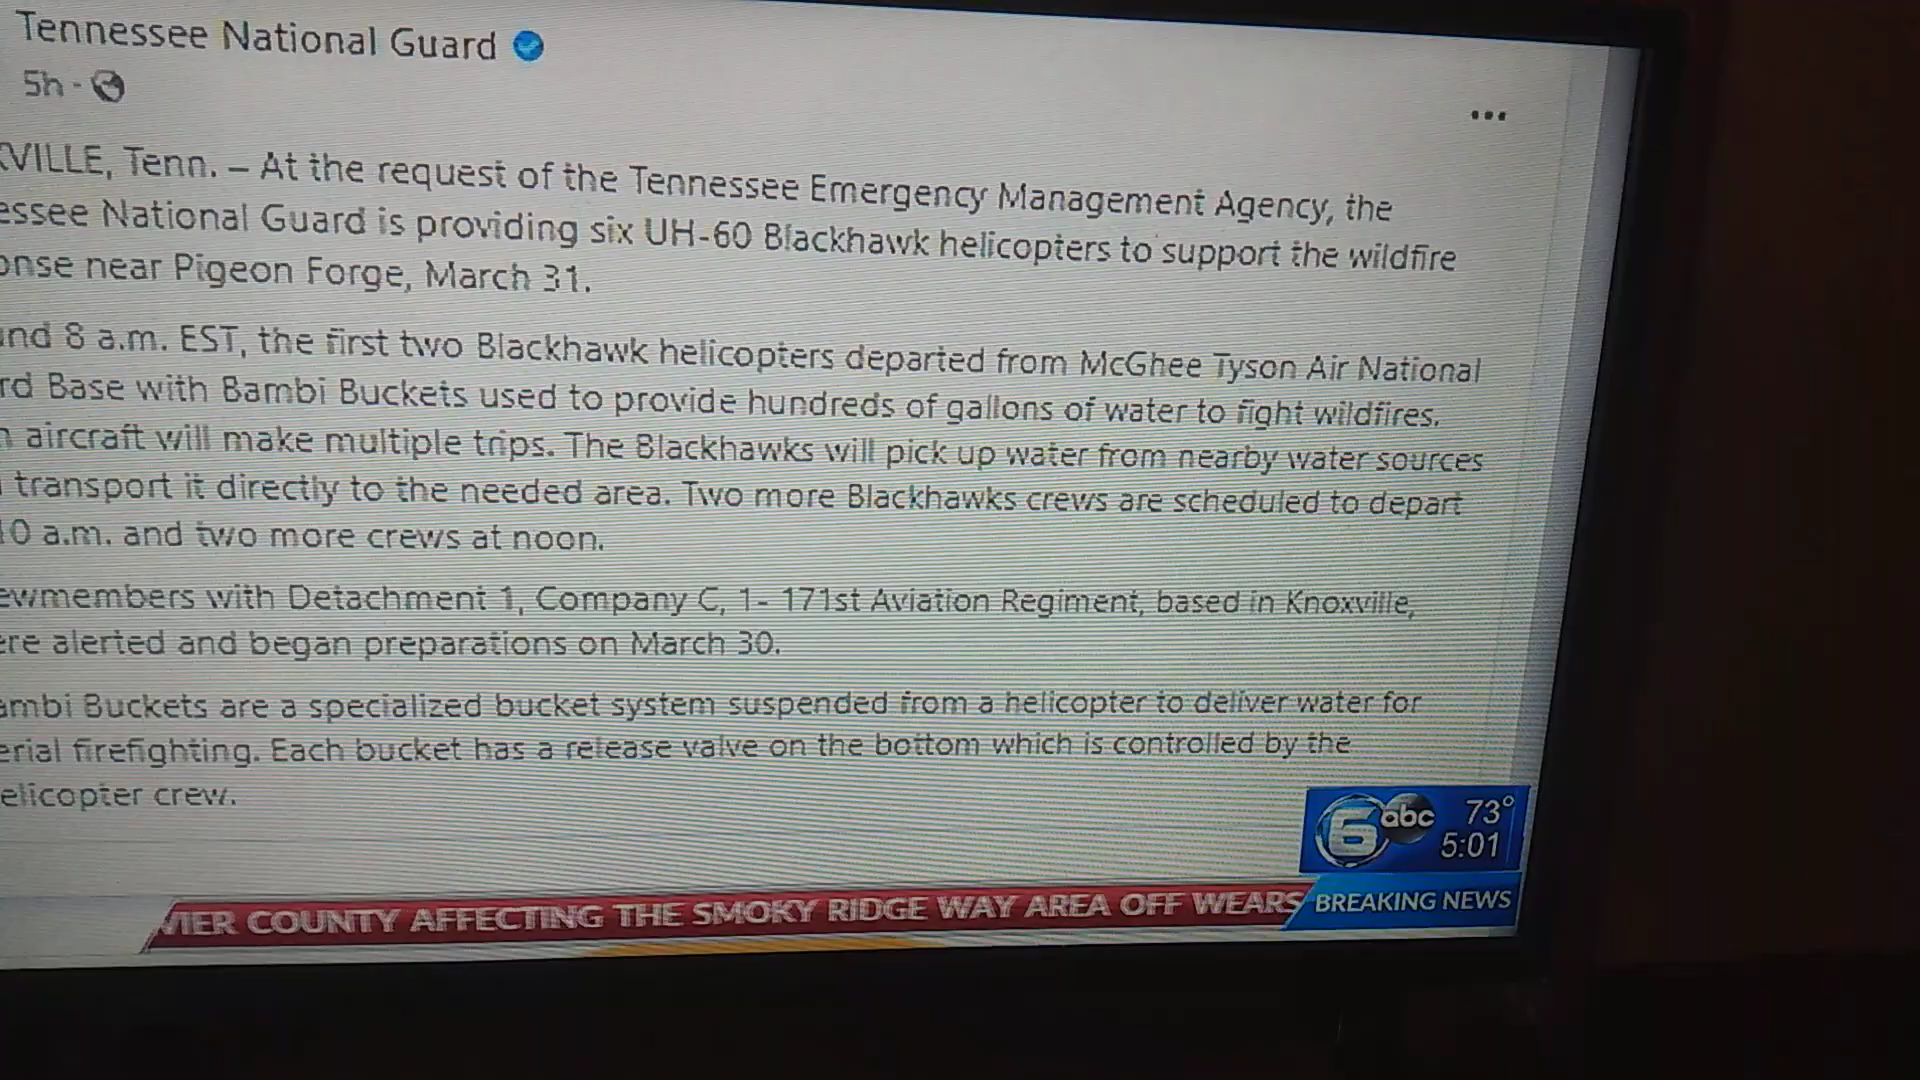 Tennessee National Guard
5h
VILLE, Tenn. – At the request of the Tennessee Emergency Management Agency, the
essee National Guard is providing six UH-60 Blackhawk helicopters to support the wildfire
onse near Pigeon Forge, March 31.
und 8 a.m. EST, the first two Blackhawk helicopters departed from McGhee Tyson Air National
rd Base with Bambi Buckets used to provide hundreds of gallons of water to fight wildfires.
h aircraft will make multiple trips. The Blackhawks will pick up water from nearby water sources
transport it directly to the needed area. Two more Blackhawks crews are scheduled to depart
10 a.m. and two more crews at noon.
ewmembers with Detachment 1, Company C, 1- 171st Aviation Regiment, based in Knoxville,
ere alerted and began preparations on March 30.
ambi Buckets are a specialized bucket system suspended from a helicopter to deliver water for
erial firefighting. Each bucket has a release valve on the bottom which is controlled by the
elicopter crew.
6 abc 73°
5:01
VIER COUNTY AFFECTING THE SMOKY RIDGE WAY AREA OFF WEARS
BREAKING NEWS